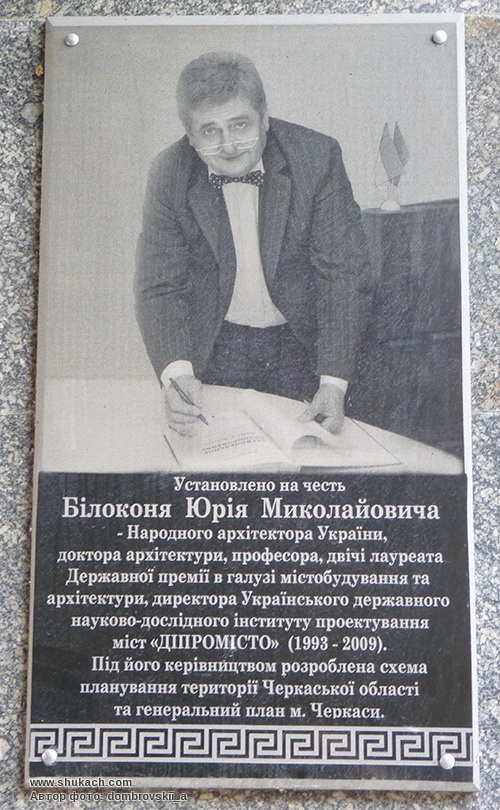 Установлено на честь
Білоконя Юрія Миколайовича
- Народного архітектора України,
доктора архітектури, професора, двічі лауреата
Державної премії в галузі містобудування та
архітектури, директора Українського державного
науково-дослідного інституту проектування
міст «ДІПРОМІСТО» (1993 - 2009).
Під його керівництвом розроблена схема
планування території Черкаської області
та генеральний план м. Черкаси.
www.shukach.com
Автор фото: dombrovskii_a